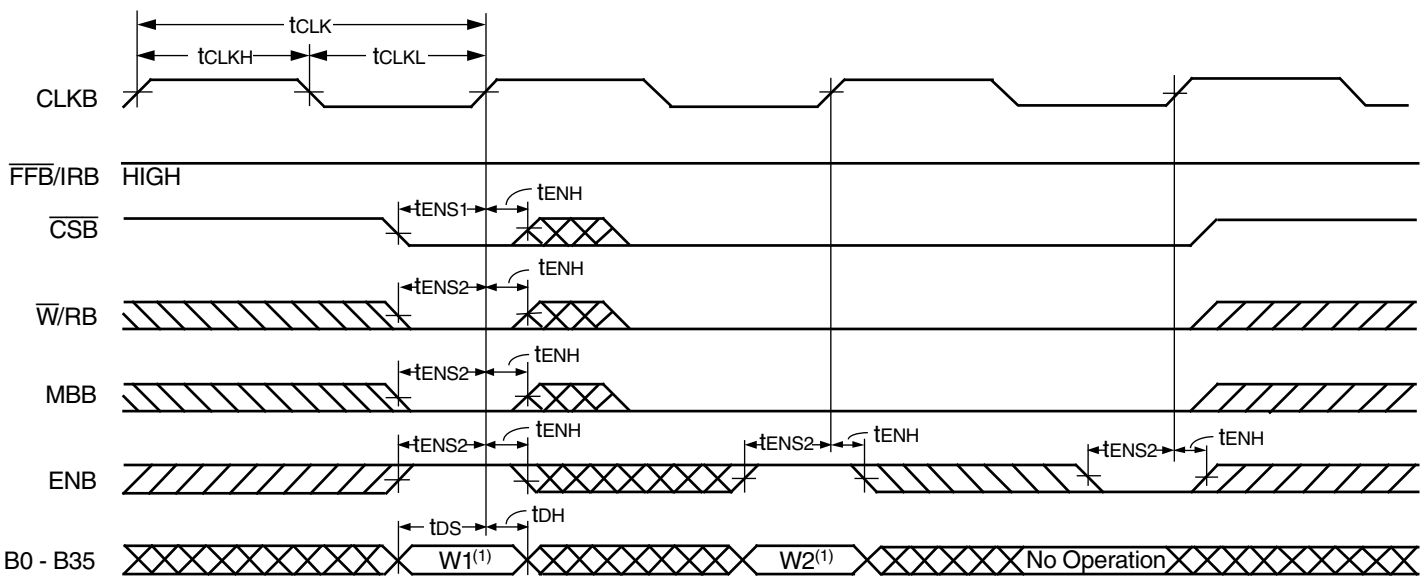 tCLK
tCLKH
tCLKL
CLKB
FFB/IRB HIGH
tENS1
tENH
CSB
tENS2
tENH
W/RB
tENS2
tENH
MBB
tENS2
tENH
tENS2
tENH
tENS2
tENH
ENB
tDS
tDH
B0 - B35
W1(1)
W2(1)
No Operation